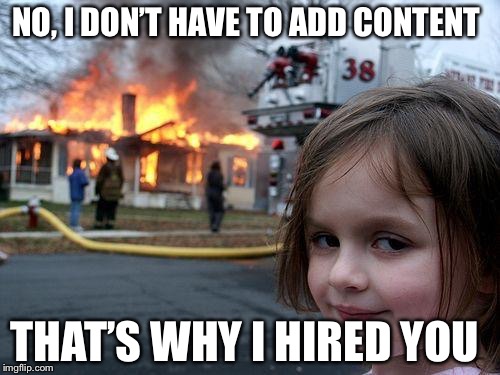 NO, I DON'T HAVE TO ADD CONTENT
38
THAT'S WHY I HIRED YOU
imgflip.com